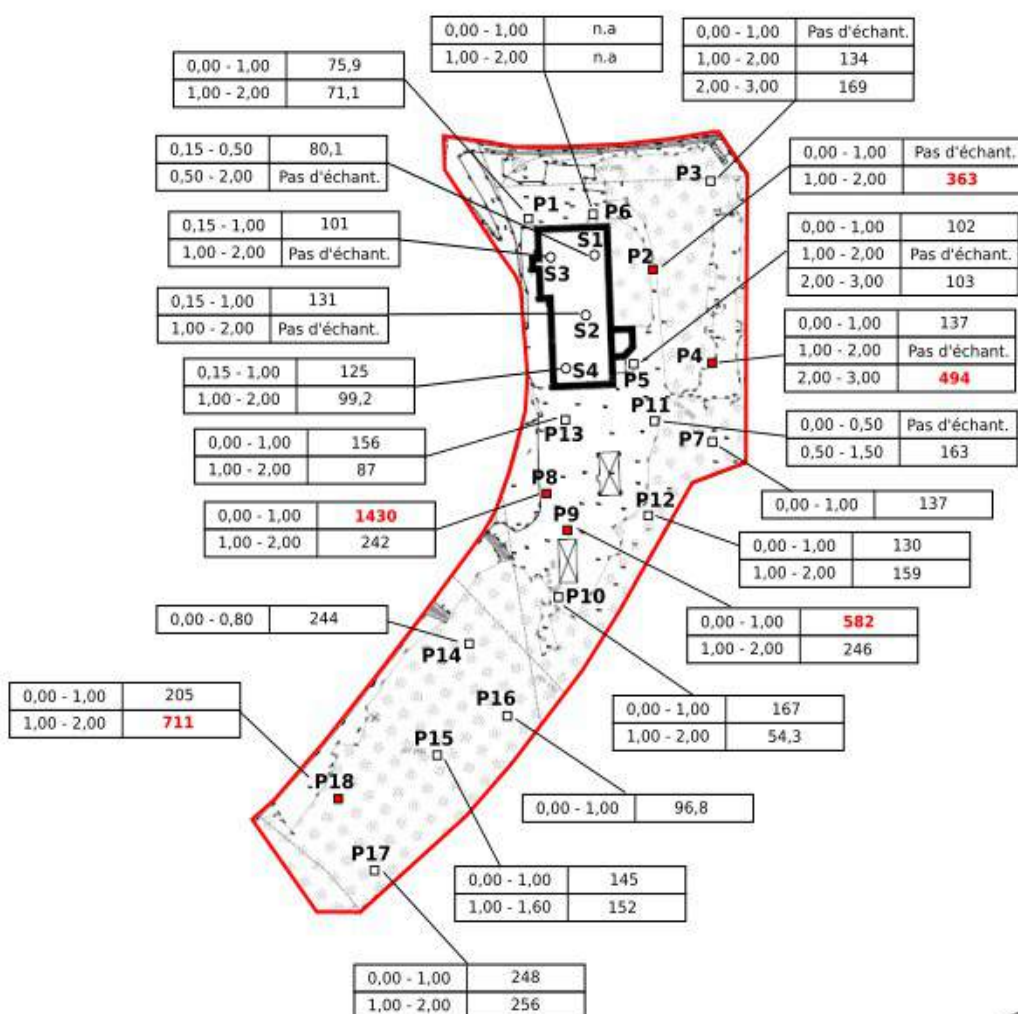 0,00 - 1,00 n.a
1,00 - 2,00 n.a
0,00 - 1,00 Pas d'échant.
1,00 - 2,00 134
2,00 - 3,00 169
0,00 - 1,00 75,9
1,00 - 2,00 71,1
0,15 - 0,50 80,1
0,50 - 2,00 Pas d'échant.
0,00 - 1,00 Pas d'échant.
1,00 - 2,00 363
P3
P1
P6
0,15 - 1,00 101
1,00 - 2,00 Pas d'échant.
0,00 - 1,00 102
1,00 - 2,00 Pas d'échant.
2,00 - 3,00 103
S1
P2
S3
0,15 - 1,00 131
1,00 - 2,00 Pas d'échant.
S2
0,00 - 1,00 137
1,00 - 2,00 Pas d'échant.
2,00 - 3,00 494
P4
0,15 - 1,00 125
1,00 - 2,00 99,2
S4
P5
P11
P13
0,00 - 0,50 Pas d'échant.
0,50 - 1,50 163
0,00 - 1,00 156
1,00 - 2,00 87
P7
P8
0,00 - 1,00 137
0,00 - 1,00 1430
1,00 - 2,00 242
P12
P9
0,00 - 1,00 130
1,00 - 2,00 159
P10
0,00 - 0,80 244
0,00 - 1,00 582
1,00 - 2,00 246
P14
0,00 - 1,00 205
1,00 - 2,00 711
P16
0,00 - 1,00 167
1,00 - 2,00 54,3
P15
P18
0,00 - 1,00 96,8
P17
0,00 - 1,00 145
1,00 - 1,60 152
0,00 - 1,00 248
1,00 - 2,00 256